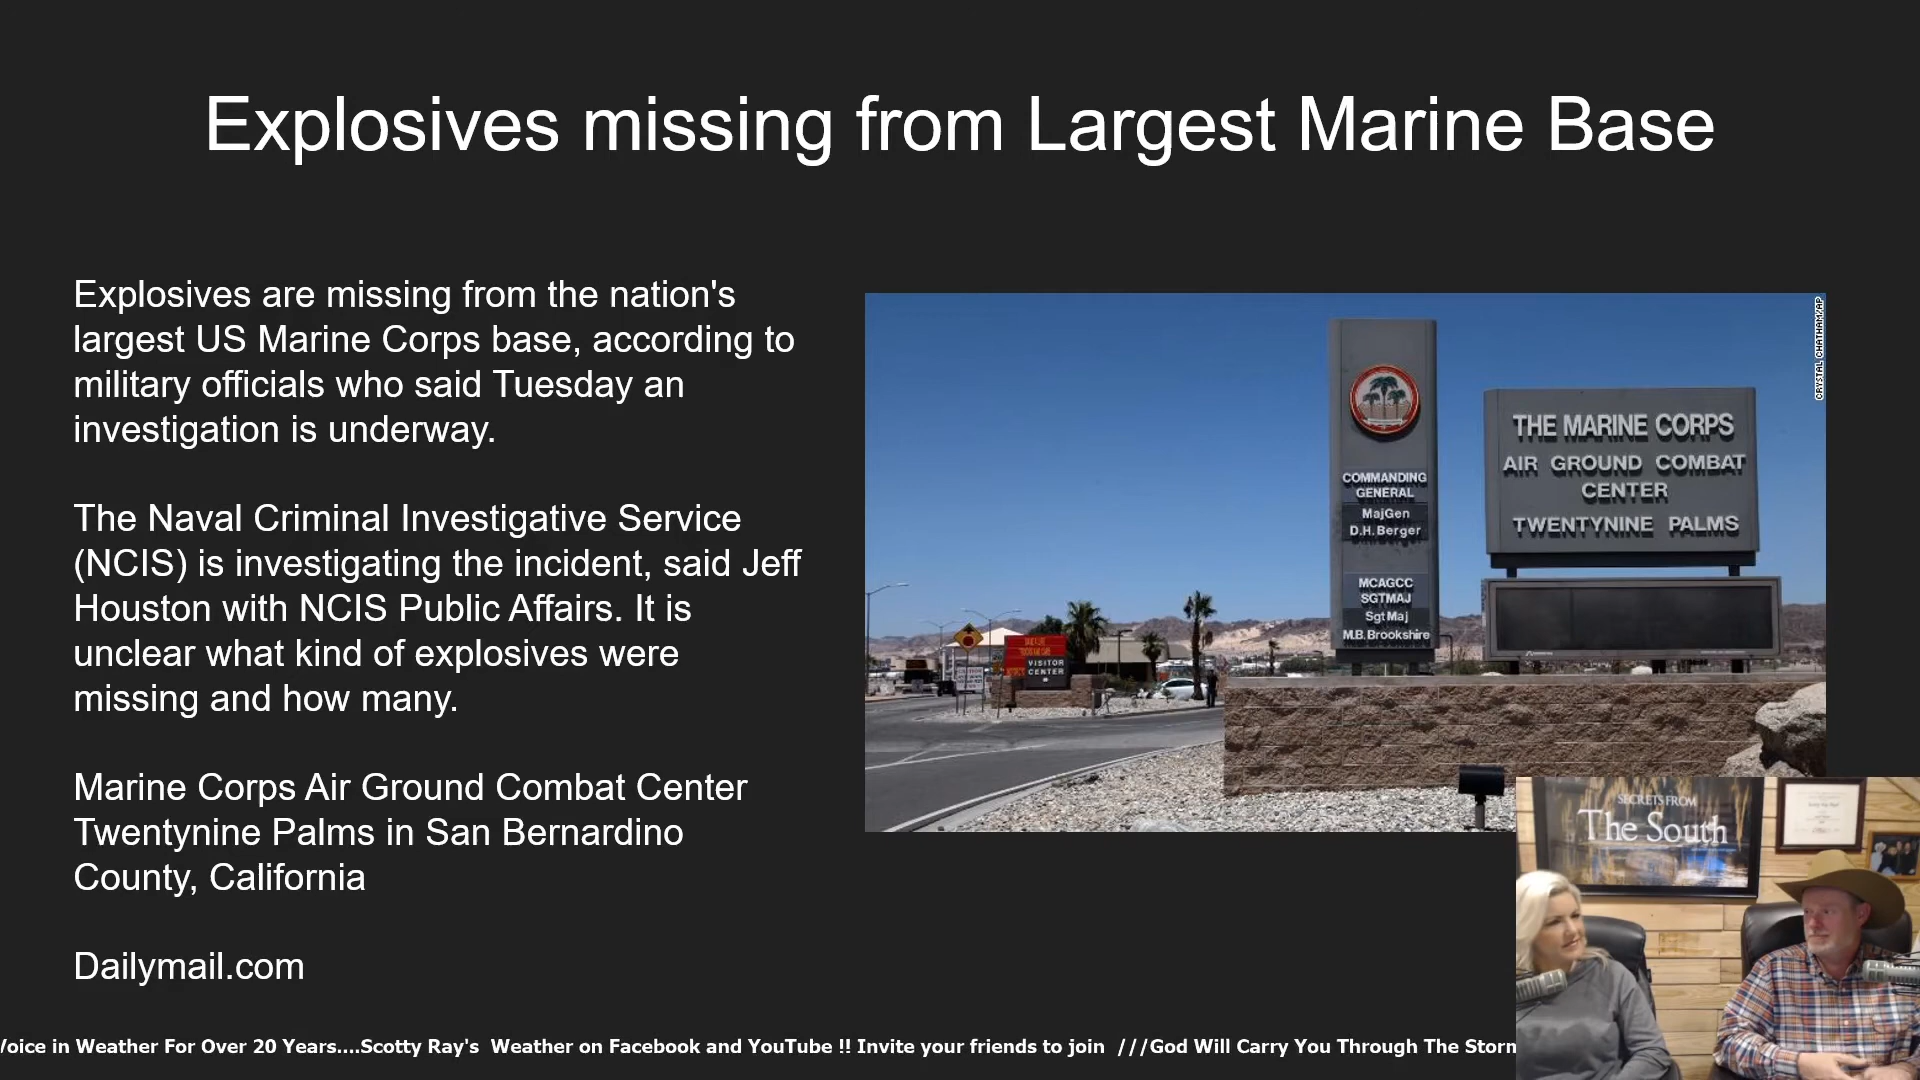 Explosives missing from Largest Marine Base
Explosives are missing from the nation's
largest US Marine Corps base, according to
military officials who said Tuesday an
investigation is underway.
The Naval Criminal Investigative Service
(NCIS) is investigating the incident, said Jeff
Houston with NCIS Public Affairs. It is
unclear what kind of explosives were
missing and how many.
Marine Corps Air Ground Combat Center
Twentynine Palms in San Bernardino
County, California
Dailymail.com
CRYSTAL CHATHAM/AP
COMMANDING
GENERAL
MajGen
D.H. Berger
MCAGCC
SGTMAJ
SgtMaj
M.B. Brookshire
THE MARINE CORPS
AIR GROUND COMBAT
CENTER
TWENTYNINE PALMS
VISITOR
CENTER
SECRETS FROM
The South
Voice in Weather For Over 20 Years....Scotty Ray's Weather on Facebook and YouTube !! Invite your friends to join ///God Will Carry You Through The Storm